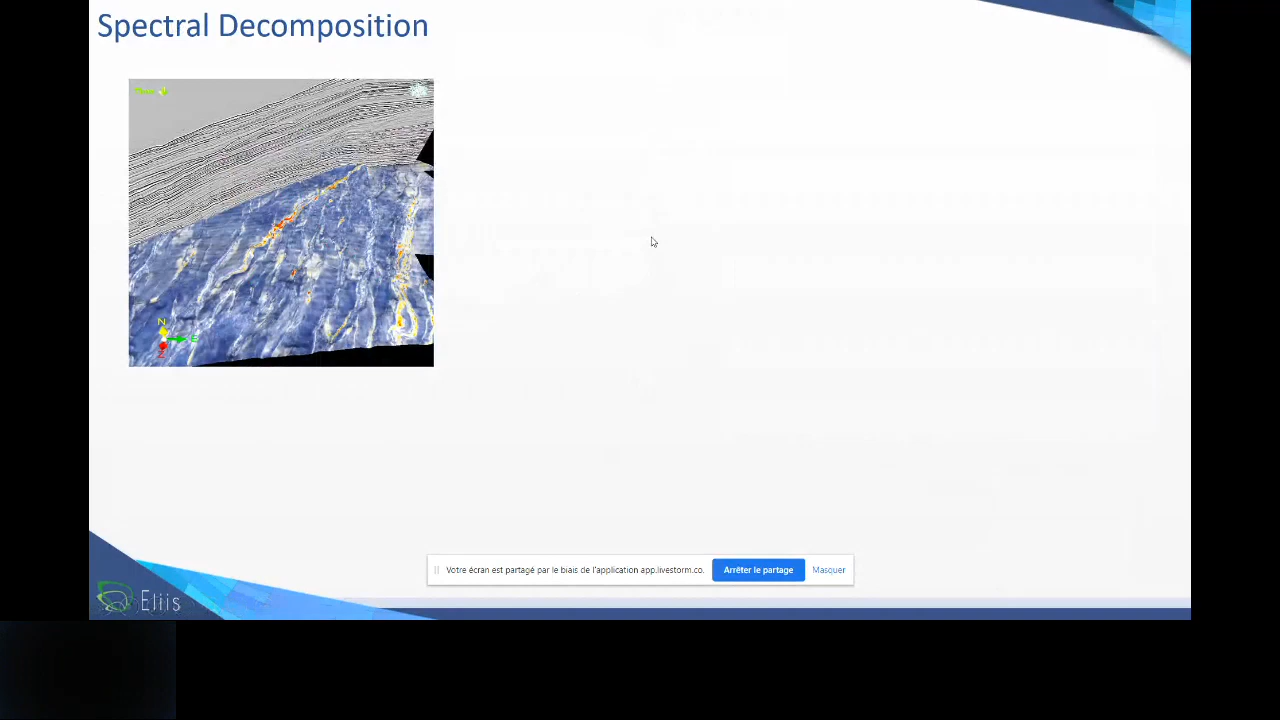 Spectral Decomposition
N
E
Votre écran est partagé par le biais de l'application app.livestorm.co.
Arrêter le partage
Masquer
Eliis